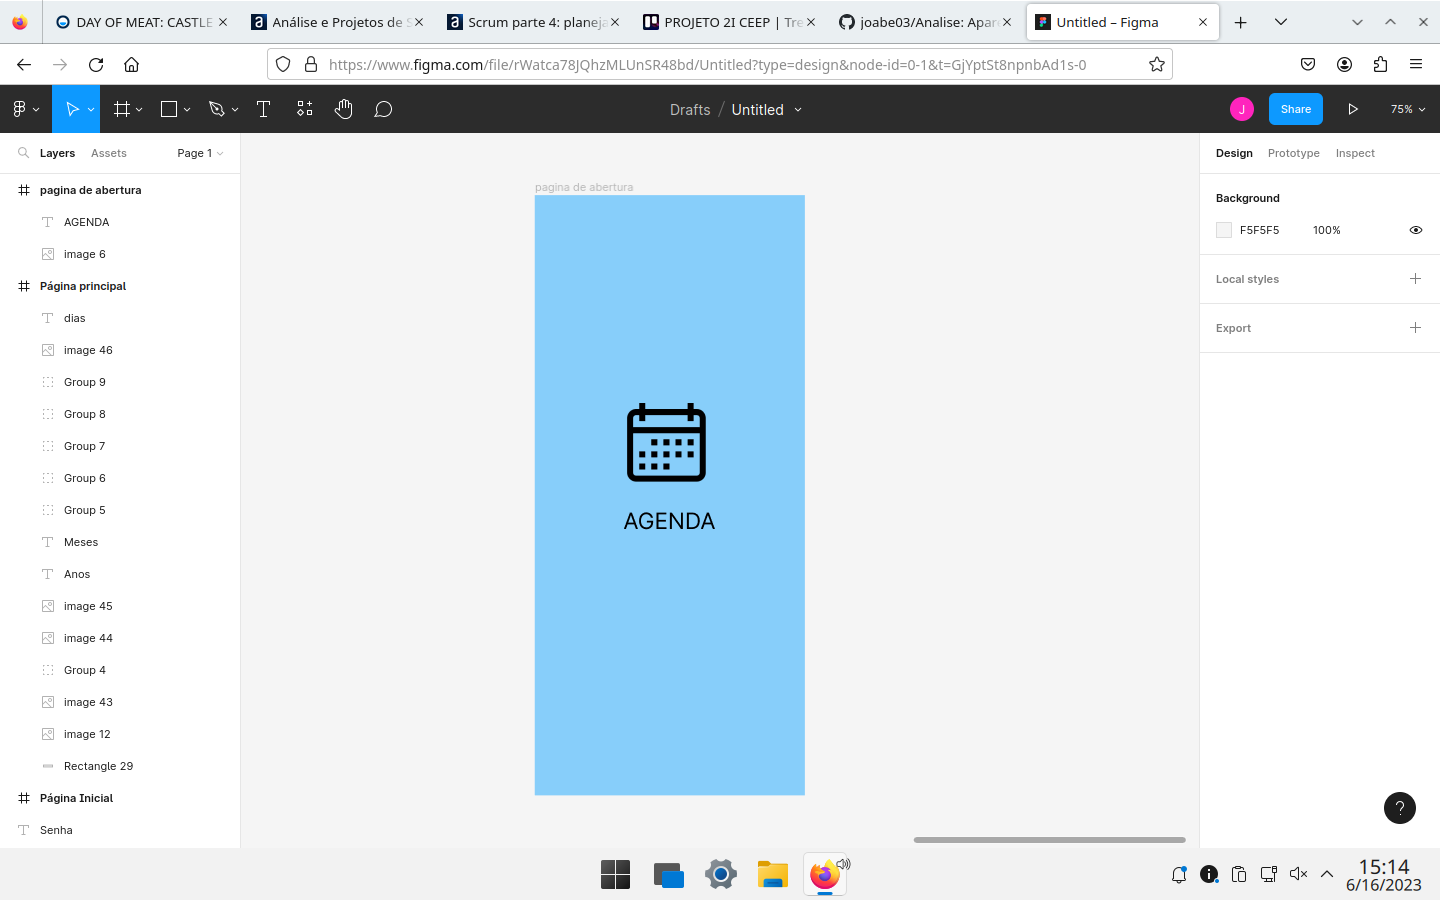 DAY OF MEAT: CASTLE
Análise e Projetos de S
Scrum parte 4: planeja
PROJETO 2I CEEP | Tre
joabe03/Analise: Apar
Untitled – Figma
https://www.figma.com/file/rWatca78JQhzMLUnSR48bd/Untitled?type=design&node-id=0-1&t=GjYptSt8npnbAd1s-0
Drafts / Untitled
J
Share
75%
Layers
Assets
Page 1
pagina de abertura
AGENDA
image 6
Página principal
dias
image 46
Group 9
Group 8
Group 7
Group 6
Group 5
Meses
Anos
image 45
image 44
Group 4
image 43
image 12
Rectangle 29
Página Inicial
Senha
pagina de abertura
AGENDA
Design
Prototype
Inspect
Background
F5F5F5
100%
Local styles
Export
?
15:14
6/16/2023